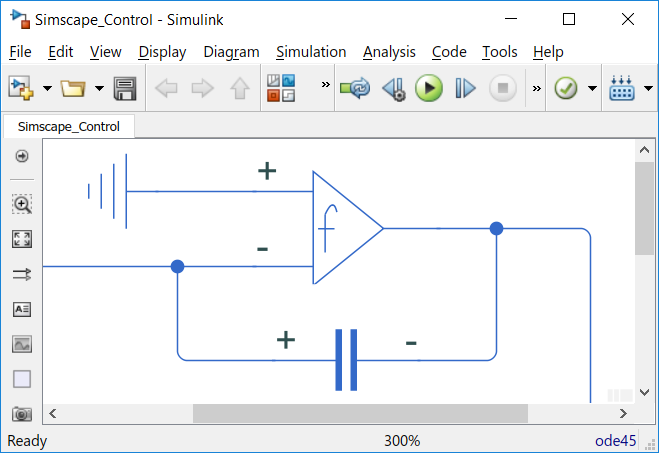 Simscape_Control - Simulink
File Edit View Display Diagram Simulation Analysis Code Tools Help
» »
Simscape_Control
+
f
-
+ -
A
Ready 300% ode45